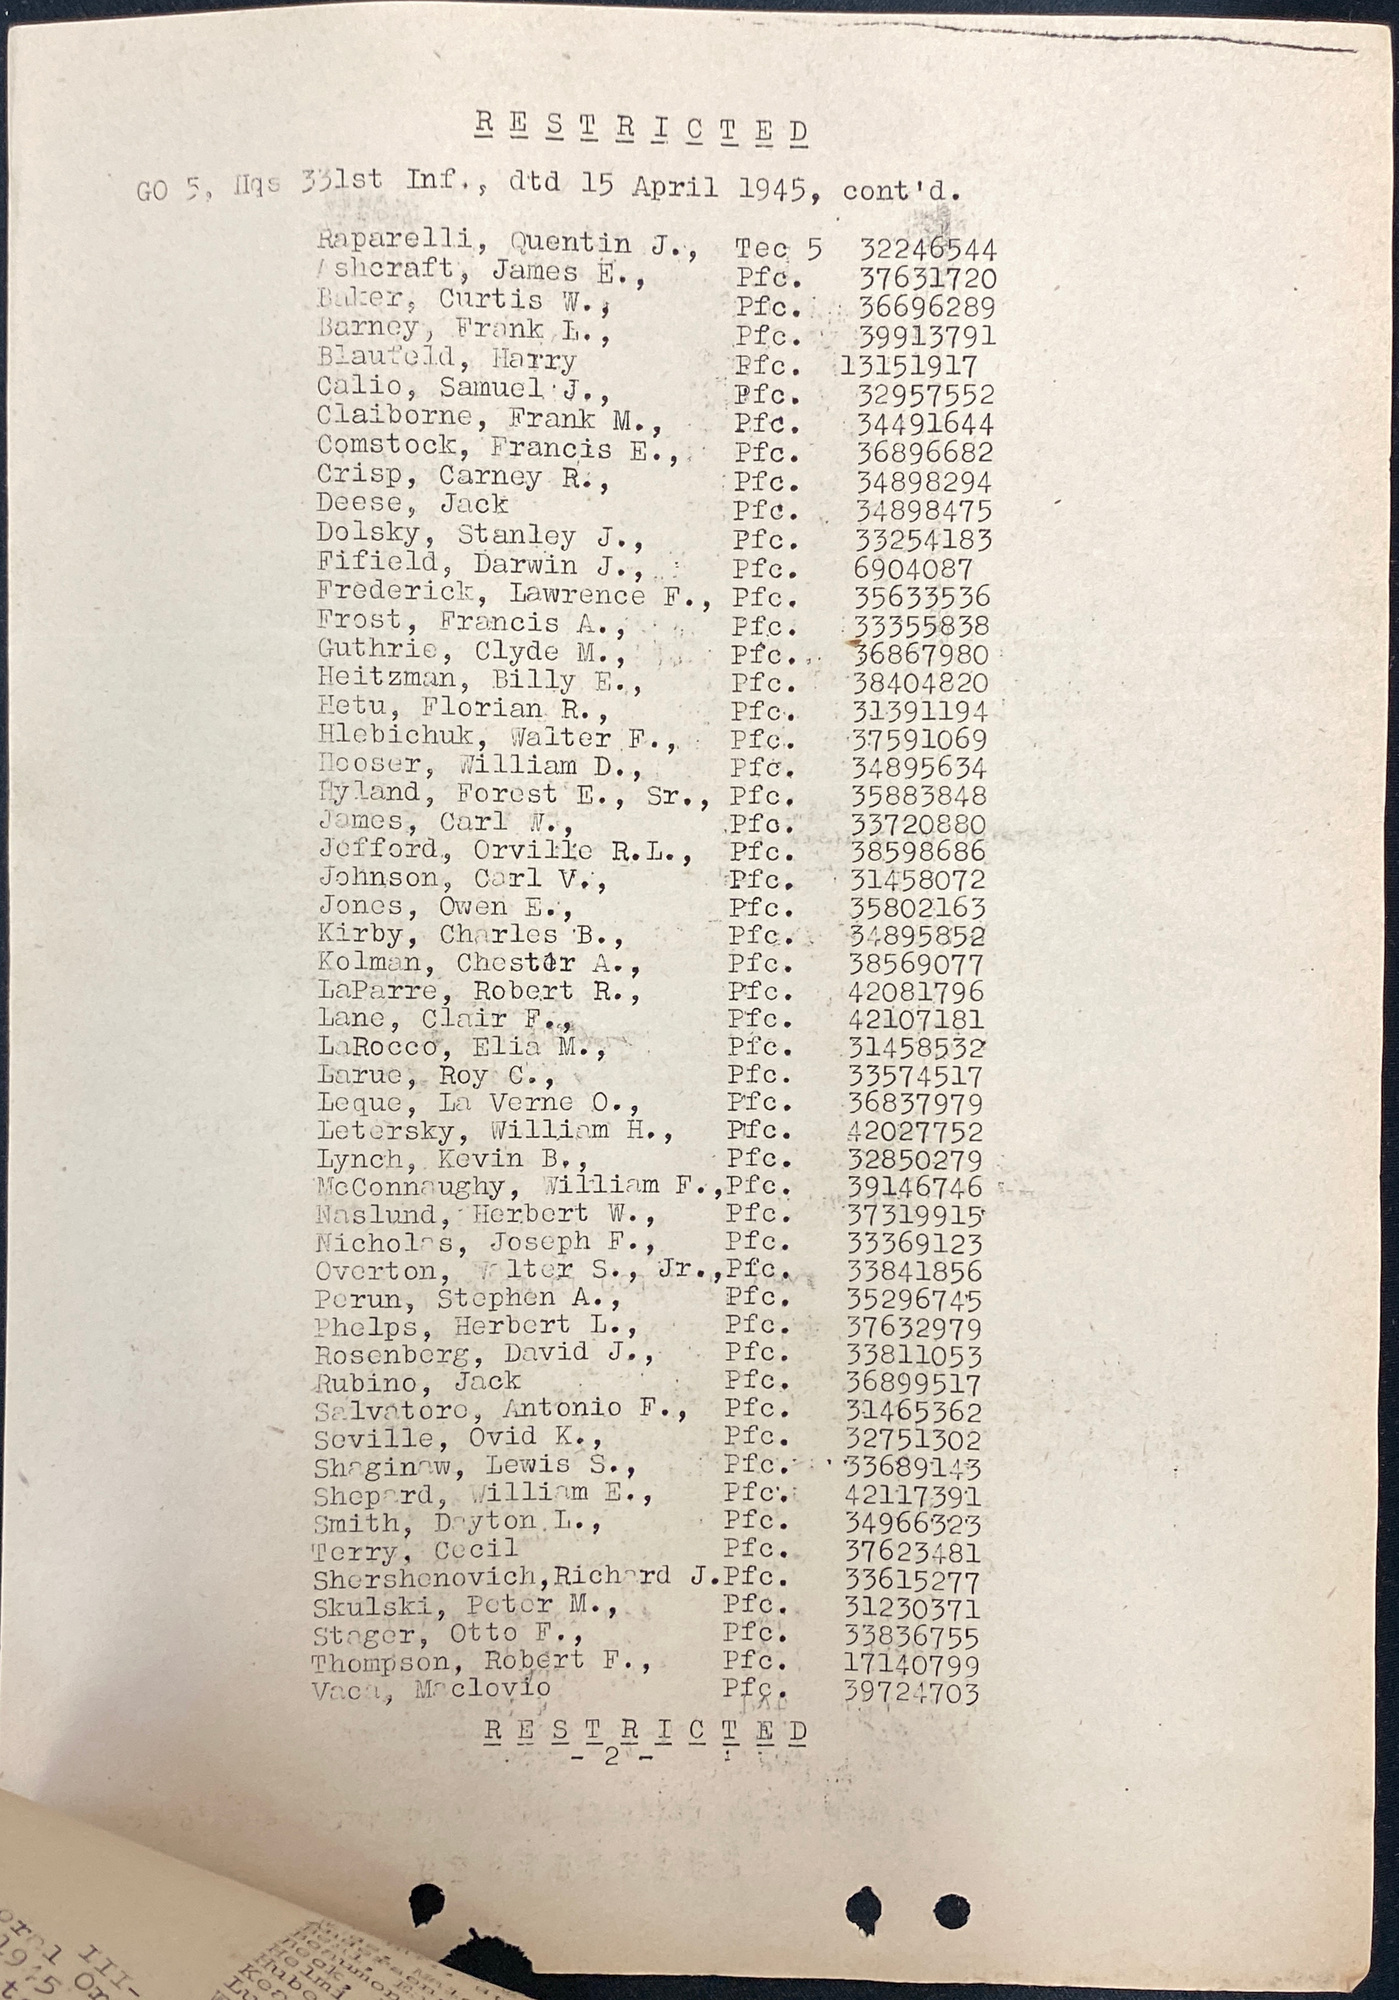 R E S T R I C T E D
GO 5, Hqs 331st Inf., dtd 15 April 1945, cont'd.
Raparelli, Quentin J., Tec 5 32246544
Ashcraft, James E., Pfc. 37631720
Baker, Curtis W., Pfc. 36696289
Barney, Frank L., Pfc. 39913791
Blaufeld, Harry Pfc. 13151917
Calio, Samuel J., Pfc. 32957552
Claiborne, Frank M., Pfc. 34491644
Comstock, Francis E., Pfc. 36896682
Crisp, Carney R., Pfc. 34898294
Deese, Jack Pfc. 34898475
Dolsky, Stanley J., Pfc. 33254183
Fifield, Darwin J., Pfc. 6904087
Frederick, Lawrence F., Pfc. 35633536
Frost, Francis A., Pfc. 33355838
Guthrie, Clyde M., Pfc. 36867980
Heitzman, Billy E., Pfc. 38404820
Hetu, Florian R., Pfc. 31391194
Hlebichuk, Walter F., Pfc. 37591069
Hooser, William D., Pfc. 34895634
Hyland, Forest E., Sr., Pfc. 35883848
James, Carl W., Pfc. 33720880
Jefford, Orville R.L., Pfc. 38598686
Johnson, Carl V., Pfc. 31458072
Jones, Owen E., Pfc. 35802163
Kirby, Charles B., Pfc. 34895852
Kolman, Chester A., Pfc. 38569077
LaParre, Robert R., Pfc. 42081796
Lane, Clair F., Pfc. 42107181
LaRocco, Elia M., Pfc. 31458532
Larue, Roy C., Pfc. 33574517
Leque, La Verne O., Pfc. 36837979
Letersky, William H., Pfc. 42027752
Lynch, Kevin B., Pfc. 32850279
McConnaughy, William F., Pfc. 39146746
Naslund, Herbert W., Pfc. 37319915
Nicholas, Joseph F., Pfc. 33369123
Overton, Walter S., Jr., Pfc. 33841856
Perun, Stephen A., Pfc. 35296745
Phelps, Herbert L., Pfc. 37632979
Rosenberg, David J., Pfc. 33811053
Rubino, Jack Pfc. 36899517
Salvatore, Antonio F., Pfc. 31465362
Seville, Ovid K., Pfc. 32751302
Shaginaw, Lewis S., Pfc. 33689143
Shepard, William E., Pfc. 42117391
Smith, Dayton L., Pfc. 34966323
Terry, Cecil Pfc. 37623481
Shershenovich,Richard J. Pfc. 33615277
Skulski, Peter M., Pfc. 31230371
Stager, Otto F., Pfc. 33836755
Thompson, Robert F., Pfc. 17140799
Vaca, Maclovio Pfc. 39724703
R E S T R I C T E D
- 2 -
III-